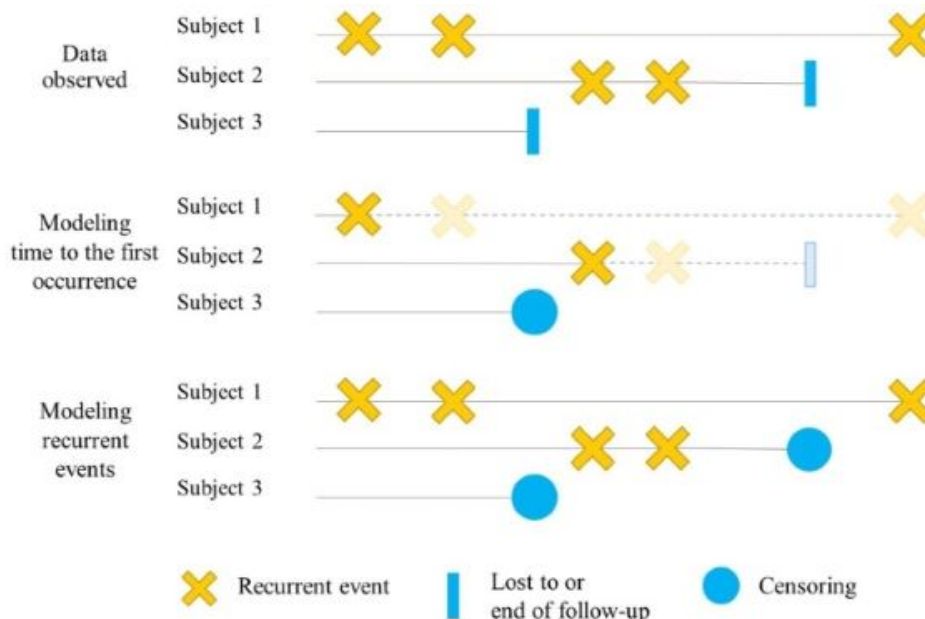 Data
observed
Subject 1
Subject 2
Subject 3
Modeling
time to the first
occurrence
Subject 1
Subject 2
Subject 3
Modeling
recurrent
events
Subject 1
Subject 2
Subject 3
Recurrent event
Lost to or
end of follow-up
Censoring